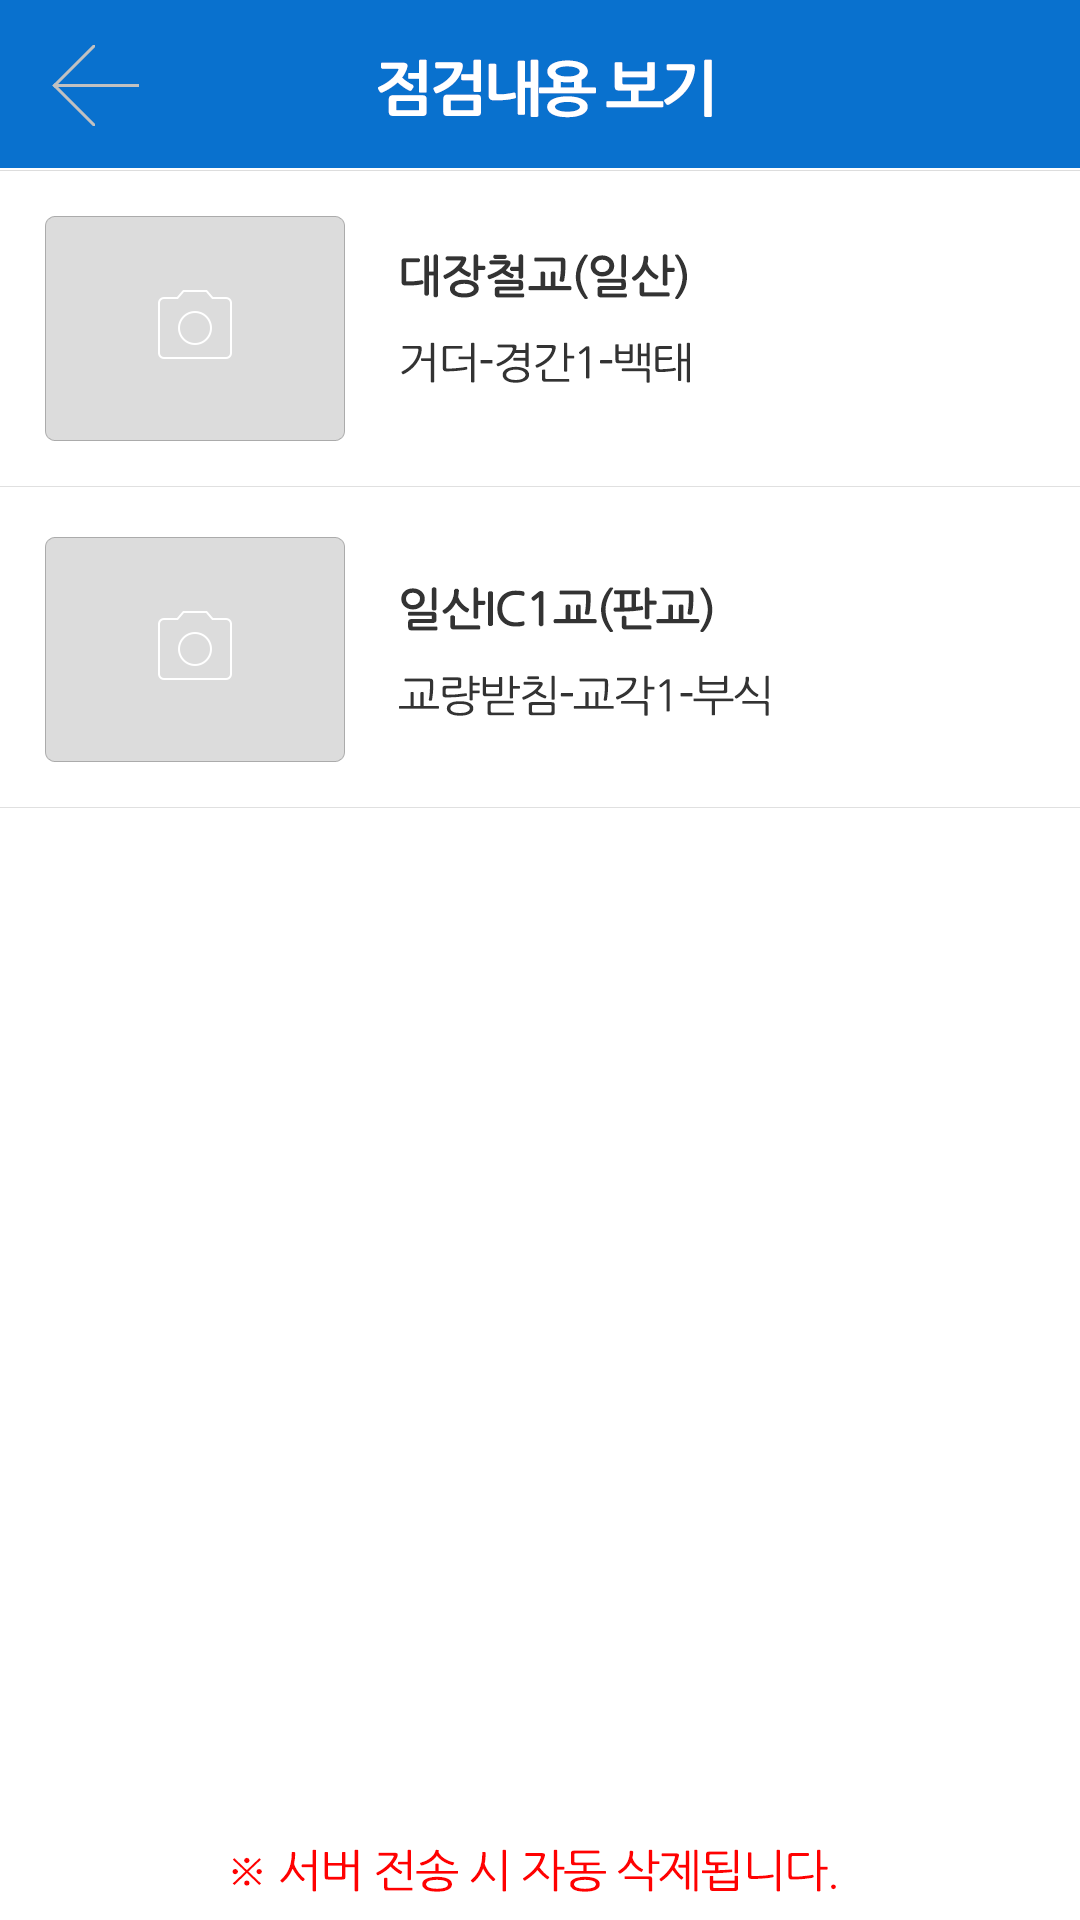 점검내용 보기
대장철교(일산)
거더-경간1-백태
일산IC1교(판교)
교량받침-교각1-부식
※ 서버 전송 시 자동 삭제됩니다.